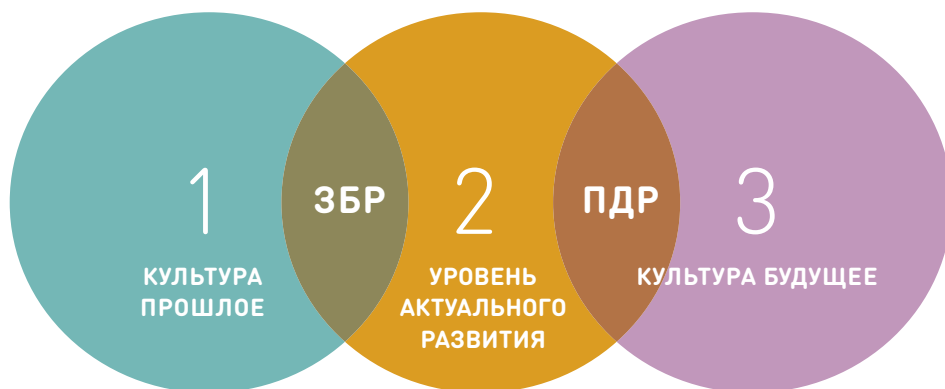 1
КУЛЬТУРА
ПРОШЛОЕ
ЗБР
2
УРОВЕНЬ
АКТУАЛЬНОГО
РАЗВИТИЯ
ПДР
3
КУЛЬТУРА БУДУЩЕЕ